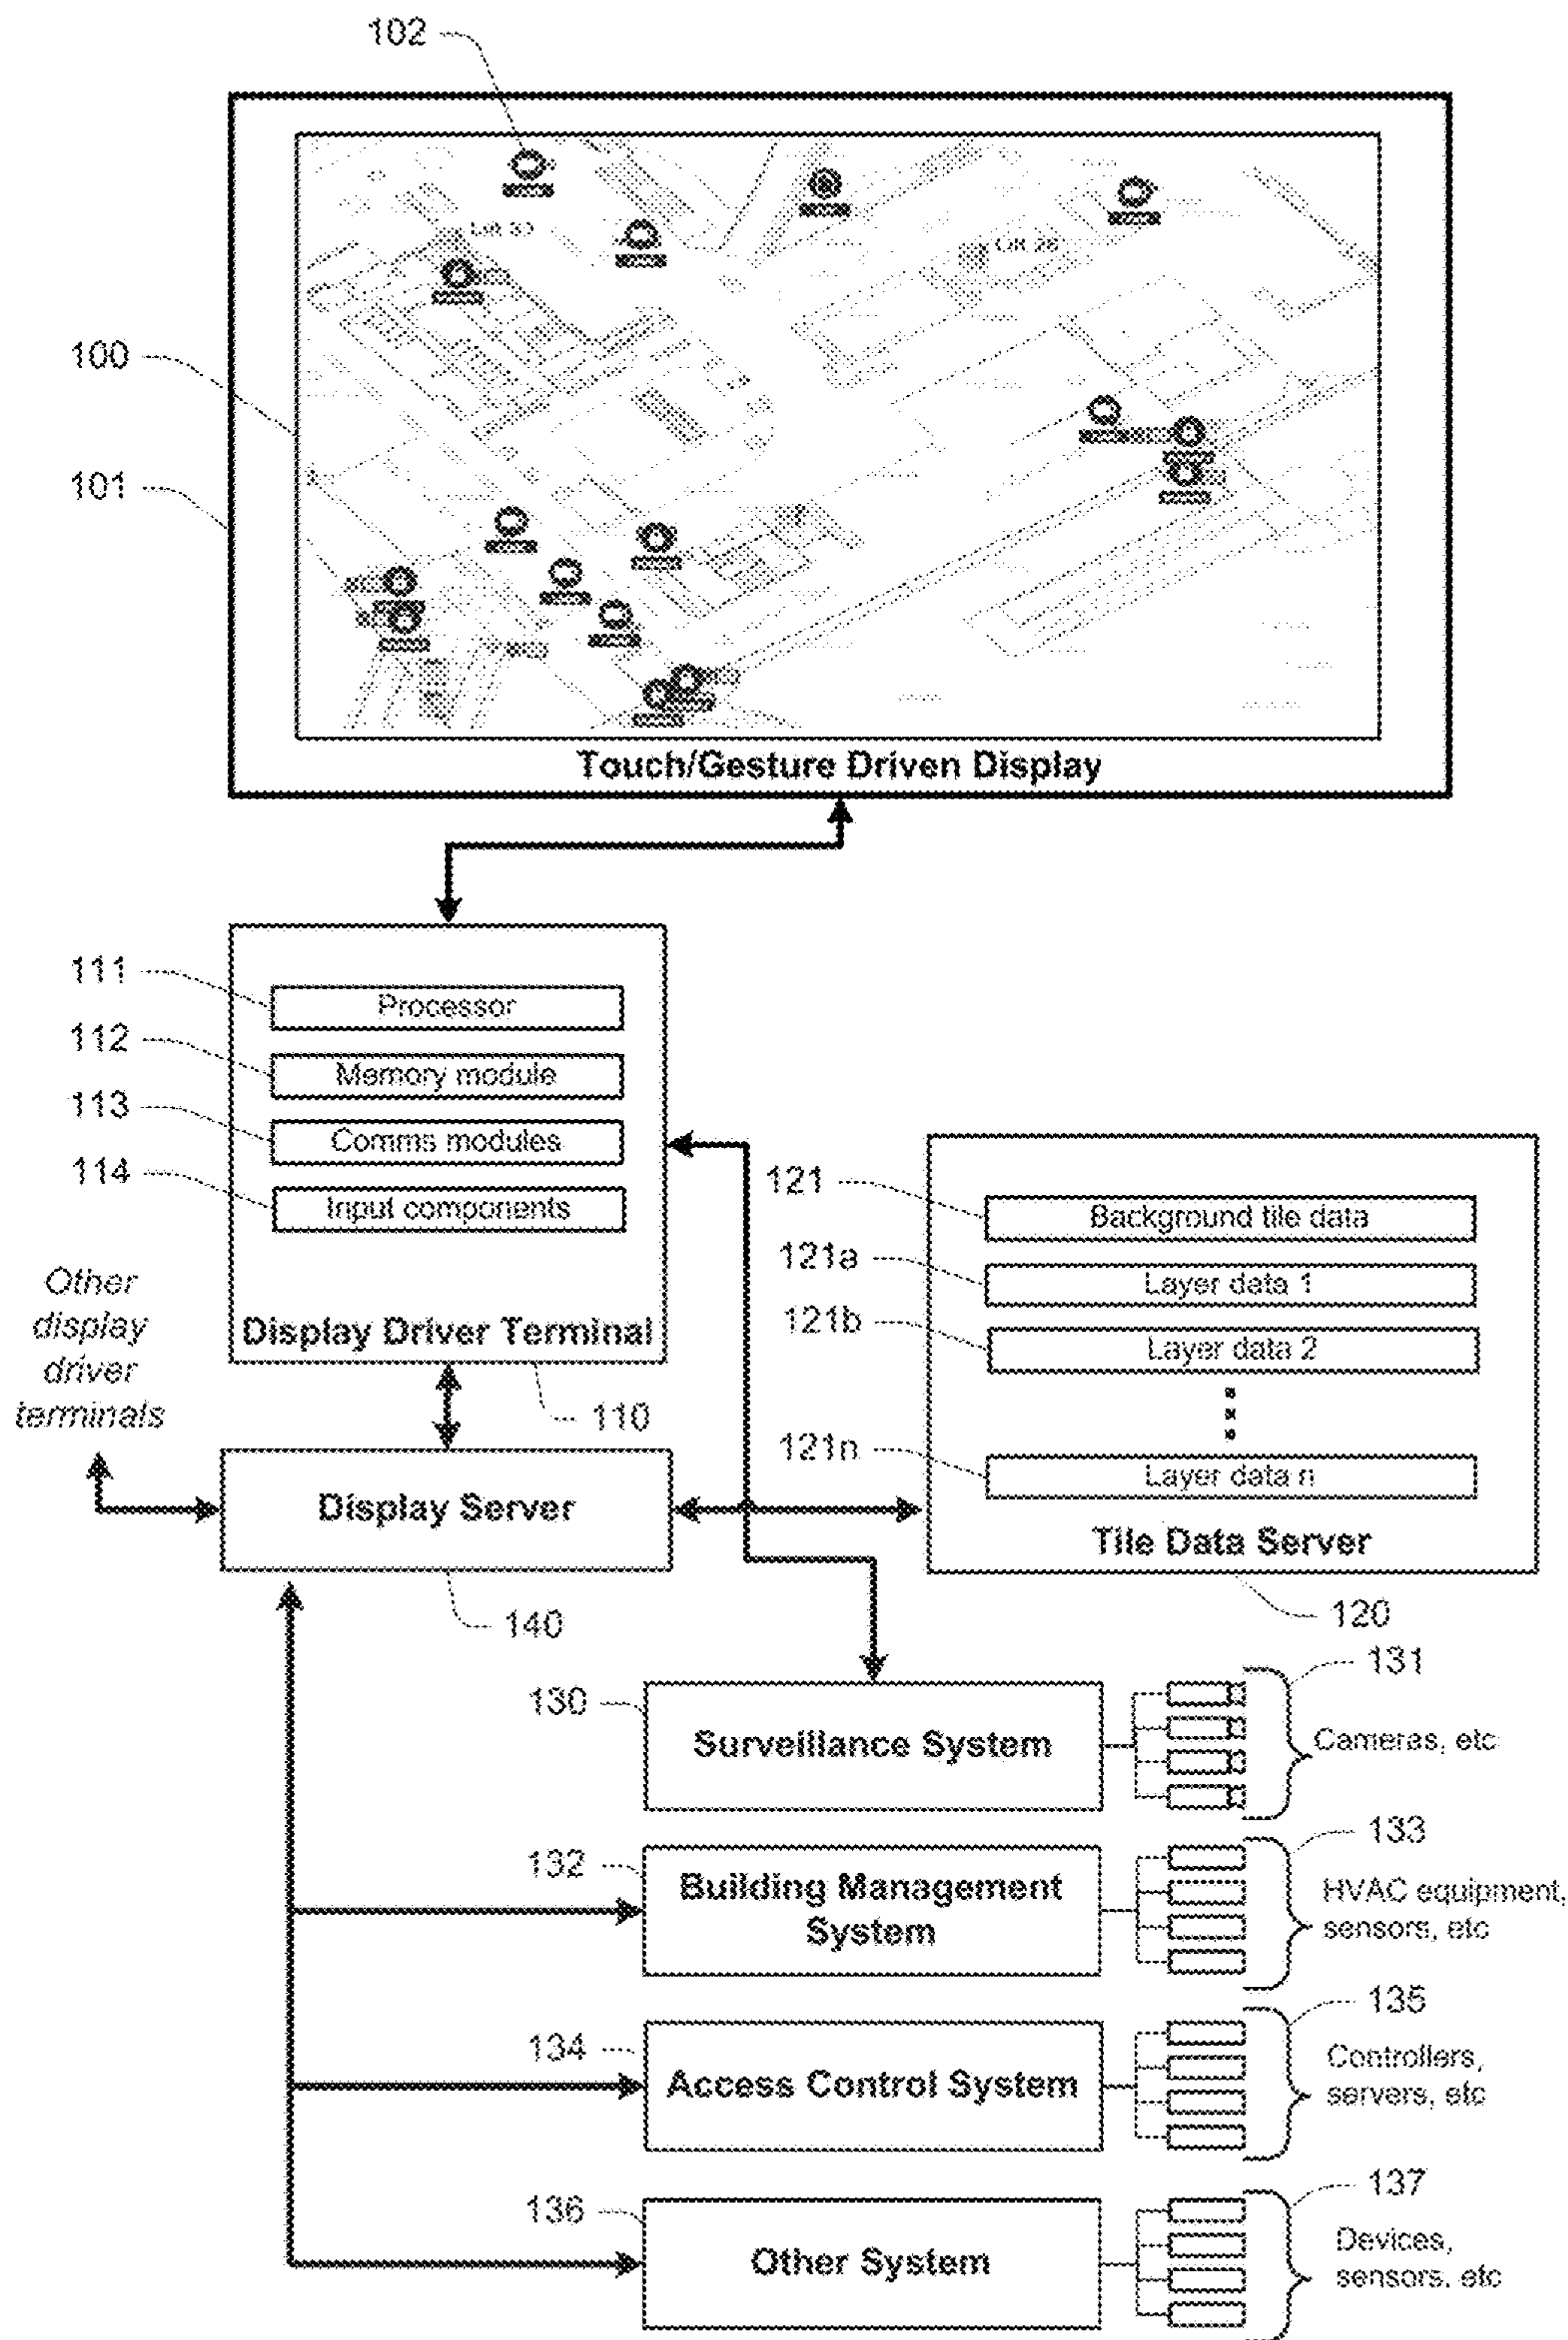 102
Lift 26
100
101
Touch/Gesture Driven Display
111
Processor
112
Memory module
113
Comms modules
114
Input components
Display Driver Terminal
110
121
Background tile data
121a
Layer data 1
121b
Layer data 2
121n
Layer data n
Tile Data Server
120
Other
display
driver
terminals
Display Server
140
130
Surveillance System
131
Cameras, etc
132
Building Management
System
133
HVAC equipment,
sensors, etc
134
Access Control System
135
Controllers,
servers, etc
136
Other System
137
Devices,
sensors, etc